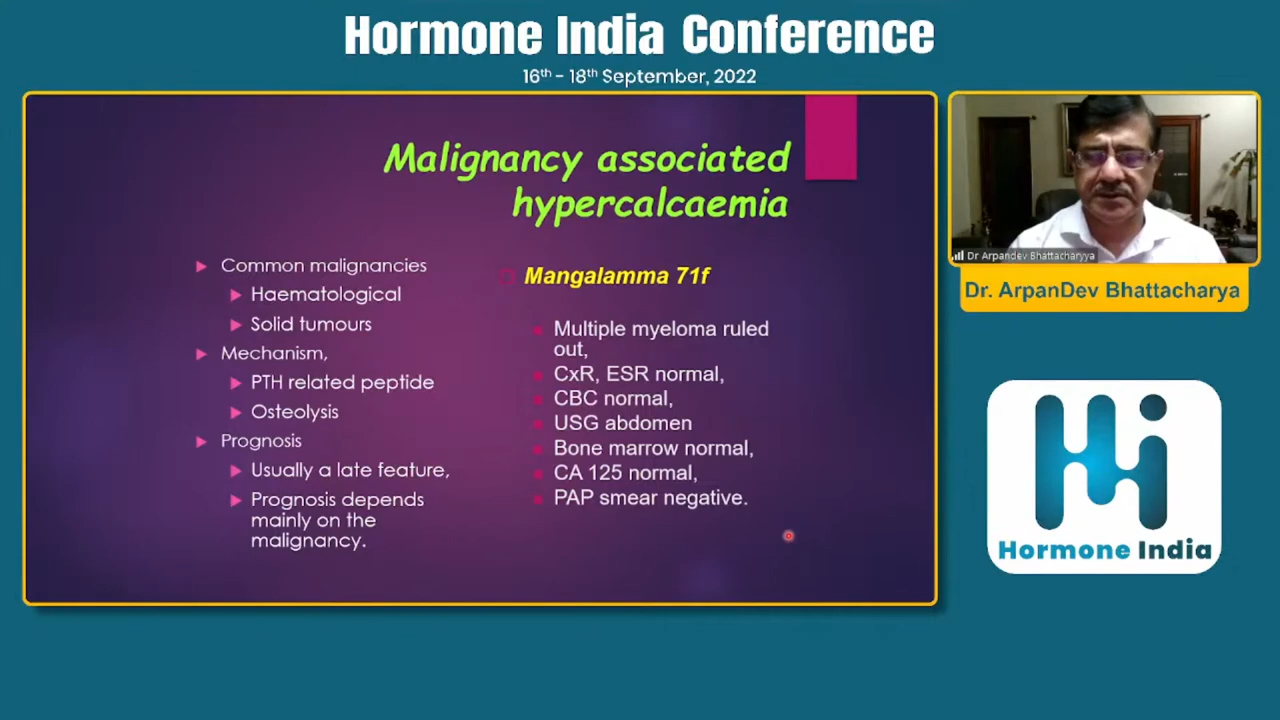 Hormone India Conference
16th - 18th September, 2022
Malignancy associated
hypercalcaemia
Common malignancies
Haematological
Solid tumours
Mechanism,
PTH related peptide
Osteolysis
Prognosis
Usually a late feature,
Prognosis depends
mainly on the
malignancy.
Mangalamma 71f
Multiple myeloma ruled
out,
CxR, ESR normal,
CBC normal,
USG abdomen
Bone marrow normal,
CA 125 normal,
PAP smear negative.
Dr Arpandev Bhattacharyya
Dr. ArpanDev Bhattacharya
Hi
Hormone India